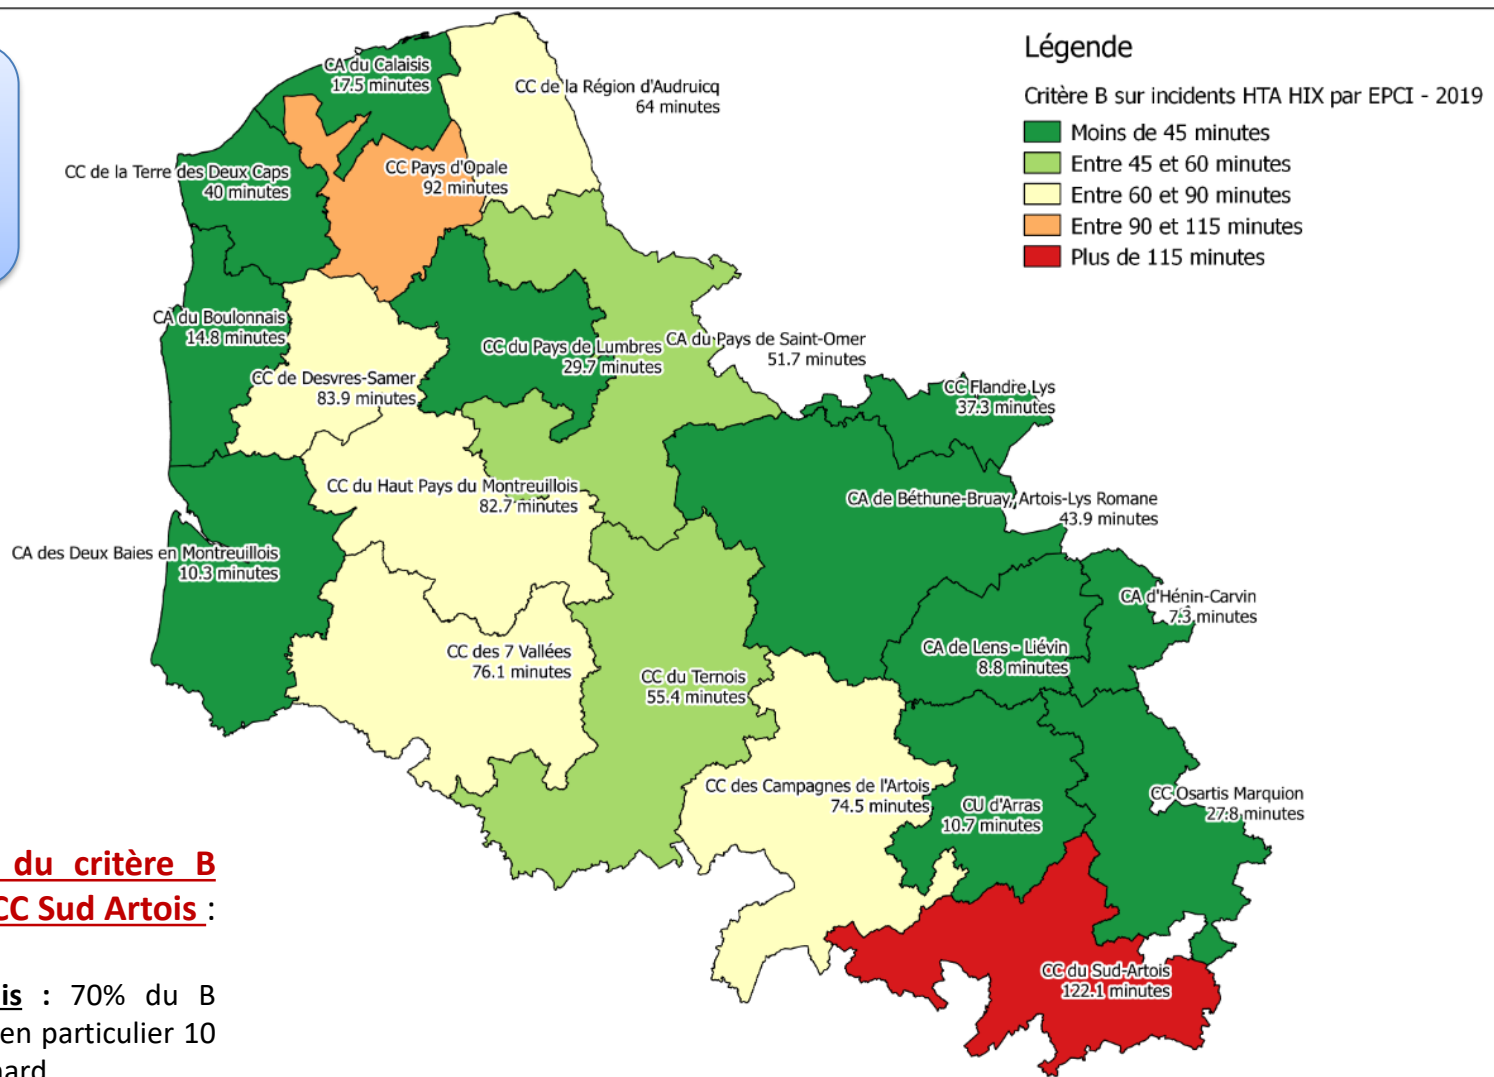 Légende
Critère B sur incidents HTA HIX par EPCI - 2019
Moins de 45 minutes
Entre 45 et 60 minutes
Entre 60 et 90 minutes
Entre 90 et 115 minutes
Plus de 115 minutes
CA du Calaisis
17.5 minutes
CC de la Région d'Audruicq
64 minutes
CC de la Terre des Deux Caps
40 minutes
CC Pays d'Opale
92 minutes
CA du Boulonnais
14.8 minutes
CC du Pays de Lumbres
29.7 minutes
CA du Pays de Saint-Omer
51.7 minutes
CC de Desvres-Samer
83.9 minutes
CC Flandre Lys
37.3 minutes
CC du Haut Pays du Montreuillois
82.7 minutes
CA de Béthune-Bruay, Artois-Lys Romane
43.9 minutes
CA des Deux Baies en Montreuillois
10.3 minutes
CA d'Hénin-Carvin
7.3 minutes
CC des 7 Vallées
76.1 minutes
CA de Lens - Liévin
8.8 minutes
CC du Ternois
55.4 minutes
CC des Campagnes de l'Artois
74.5 minutes
CU d'Arras
10.7 minutes
CC Osartis Marquion
27.8 minutes
CC du Sud-Artois
122.1 minutes
du critère B
CC Sud Artois :
is : 70% du B
en particulier 10
nard